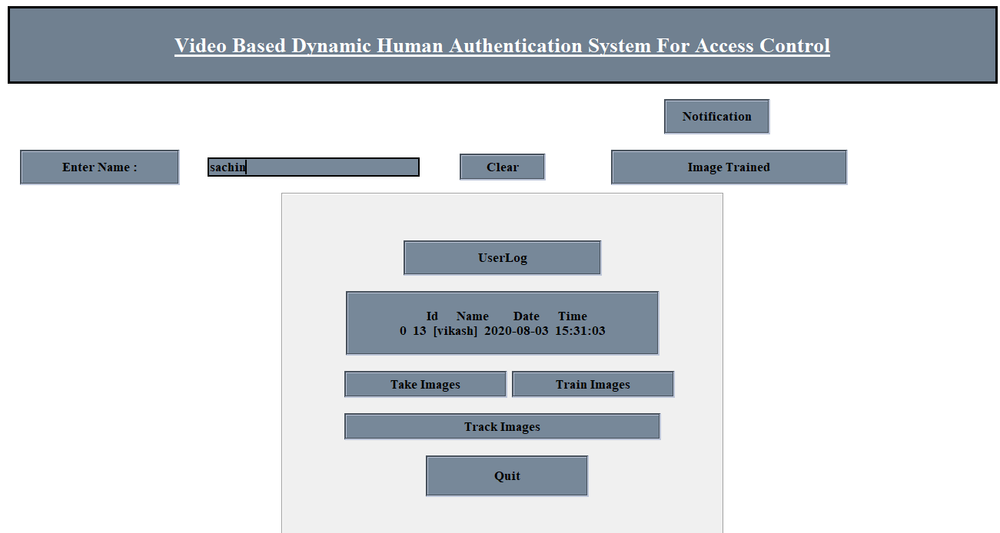 Video Based Dynamic Human Authentication System For Access Control
Notification
Enter Name : sachin Clear Image Trained
UserLog
Id Name Date Time
0 13 [vikash] 2020-08-03 15:31:03
Take Images Train Images
Track Images
Quit